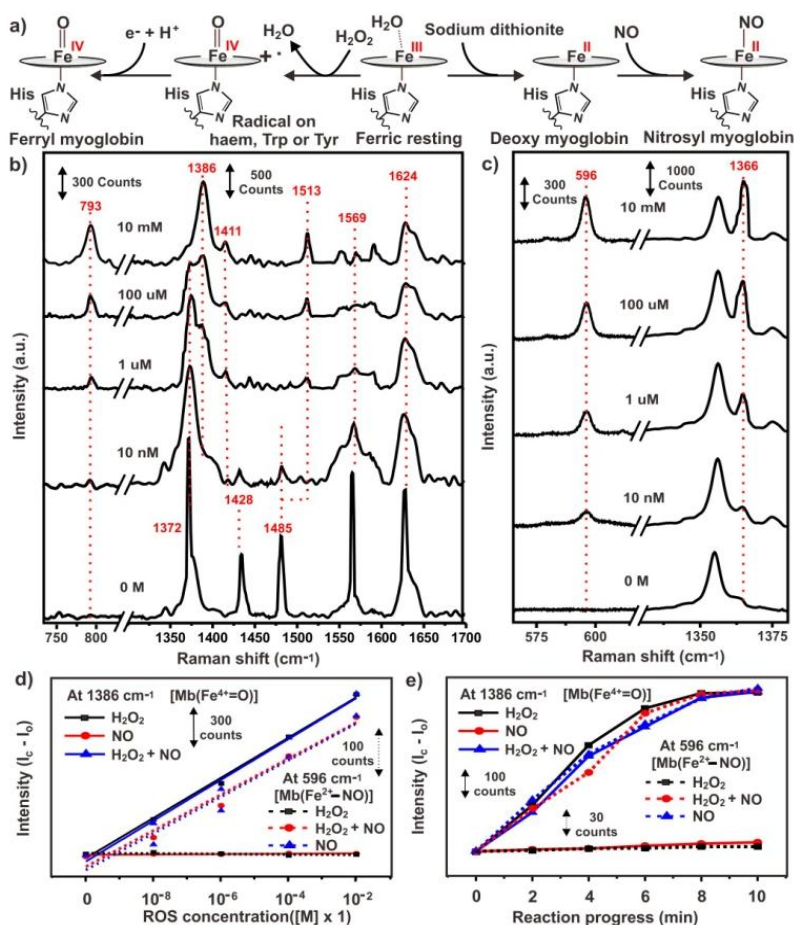 a)
O
IV
Fe
His
N
N
Ferryl myoglobin
e- + H⁺
O
IV
Fe
+ ·
His
N
N
Radical on
haem, Trp or Tyr
H₂O
H₂O₂
H₂O
III
Fe
His
N
N
Ferric resting
Sodium dithionite
II
Fe
His
N
N
Deoxy myoglobin
NO
NO
II
Fe
His
N
N
Nitrosyl myoglobin
b)
300 Counts
500
Counts
793
1386
1411
1513
1569
1624
10 mM
100 uM
1 uM
10 nM
0 M
1372
1428
1485
Intensity (a.u.)
750 800 1350 1400 1450 1500 1550 1600 1650 1700
Raman shift (cm⁻¹)
c)
300
Counts
596
1000
Counts
1366
10 mM
100 uM
1 uM
10 nM
0 M
Intensity (a.u.)
575 600 1350 1375
Raman shift (cm⁻¹)
d)
At 1386 cm⁻¹ [Mb(Fe⁴⁺=O)]
H₂O₂
NO
H₂O₂ + NO
300
counts
100
counts
At 596 cm⁻¹
[Mb(Fe²⁺–NO)]
H₂O₂
H₂O₂ + NO
NO
Intensity (I_c - I_o)
0 10⁻⁸ 10⁻⁶ 10⁻⁴ 10⁻²
ROS concentration([M] x 1)
e)
At 1386 cm⁻¹ [Mb(Fe⁴⁺=O)]
H₂O₂
NO
H₂O₂ + NO
100
counts
30
counts
At 596 cm⁻¹
[Mb(Fe²⁺–NO)]
H₂O₂
H₂O₂ + NO
NO
Intensity (I_c - I_o)
0 2 4 6 8 10
Reaction progress (min)